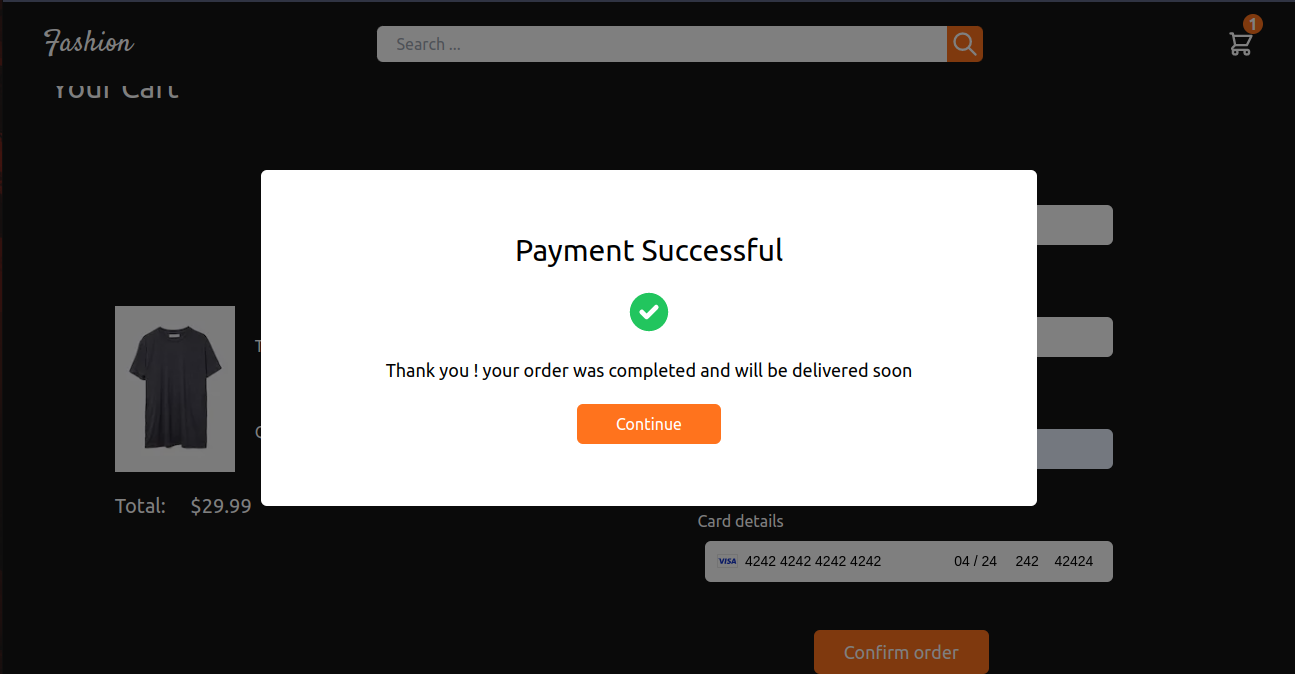 Fashion
Search ...
1
Your Cart
Payment Successful
Thank you ! your order was completed and will be delivered soon
Continue
Total: $29.99
Card details
VISA 4242 4242 4242 4242 04 / 24 242 42424
Confirm order